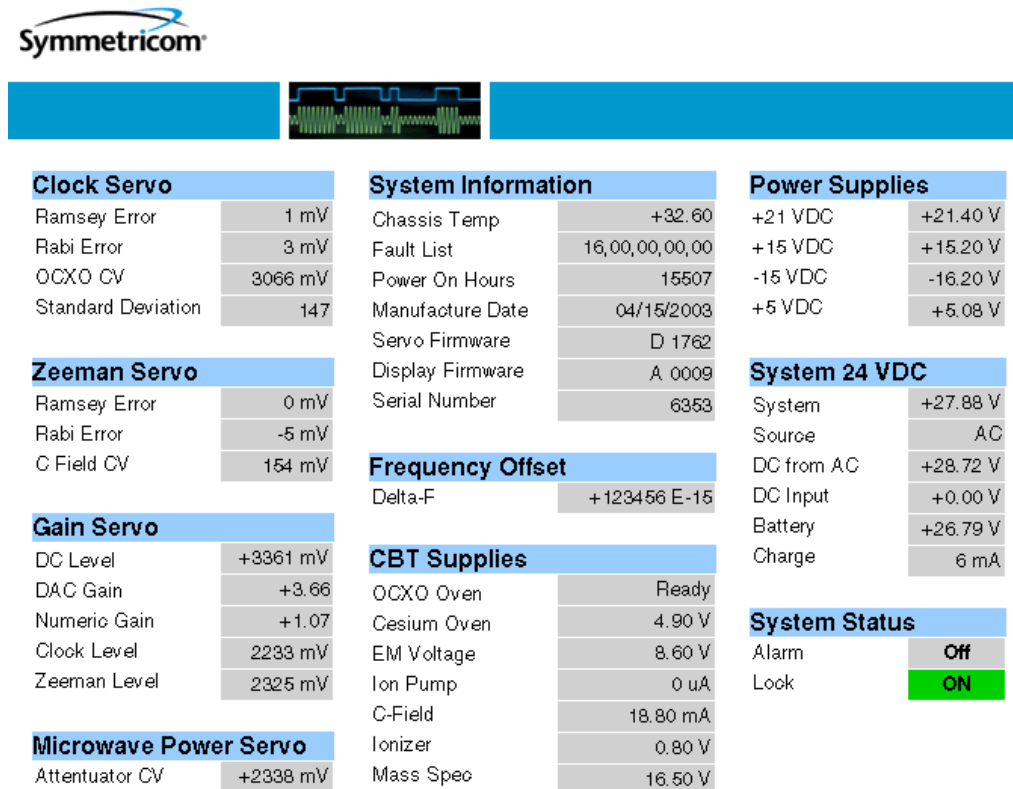 Symmetricom
Clock Servo
Ramsey Error 1 mV
Rabi Error 3 mV
OCXO CV 3066 mV
Standard Deviation 147
Zeeman Servo
Ramsey Error 0 mV
Rabi Error -5 mV
C Field CV 154 mV
Gain Servo
DC Level +3361 mV
DAC Gain +3.66
Numeric Gain +1.07
Clock Level 2233 mV
Zeeman Level 2325 mV
Microwave Power Servo
Attentuator CV +2338 mV
System Information
Chassis Temp +32.60
Fault List 16,00,00,00,00
Power On Hours 15507
Manufacture Date 04/15/2003
Servo Firmware D 1762
Display Firmware A 0009
Serial Number 6353
Frequency Offset
Delta-F +123456 E-15
CBT Supplies
OCXO Oven Ready
Cesium Oven 4.90 V
EM Voltage 8.60 V
Ion Pump 0 uA
C-Field 18.80 mA
Ionizer 0.80 V
Mass Spec 16.50 V
Power Supplies
+21 VDC +21.40 V
+15 VDC +15.20 V
-15 VDC -16.20 V
+5 VDC +5.08 V
System 24 VDC
System +27.88 V
Source AC
DC from AC +28.72 V
DC Input +0.00 V
Battery +26.79 V
Charge 6 mA
System Status
Alarm Off
Lock ON